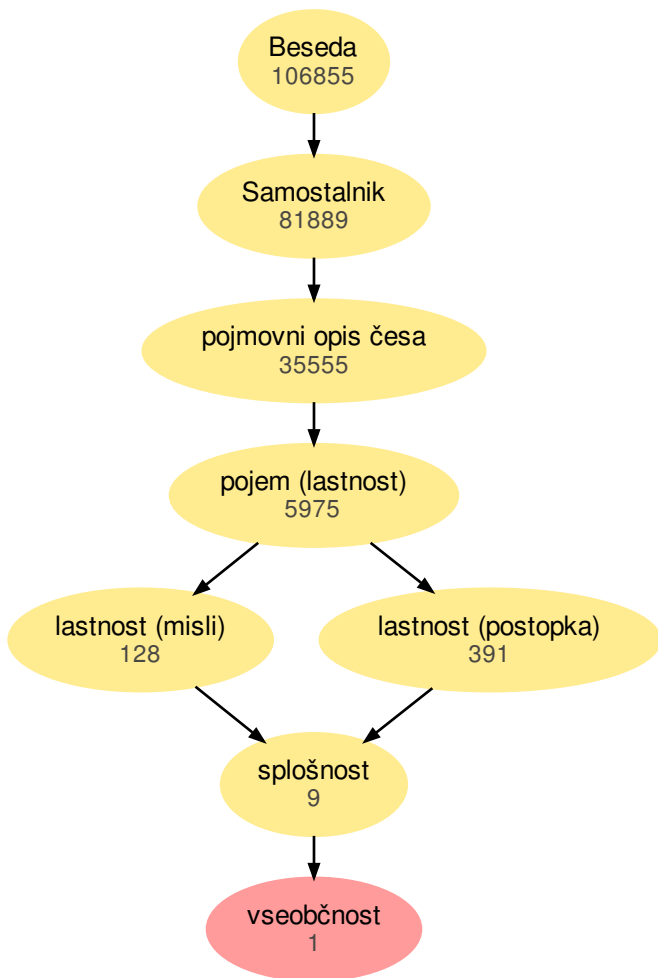 Beseda
106855
Samostalnik
81889
pojmovni opis česa
35555
pojem (lastnost)
5975
lastnost (misli)
128
lastnost (postopka)
391
splošnost
9
vseobčnost
1